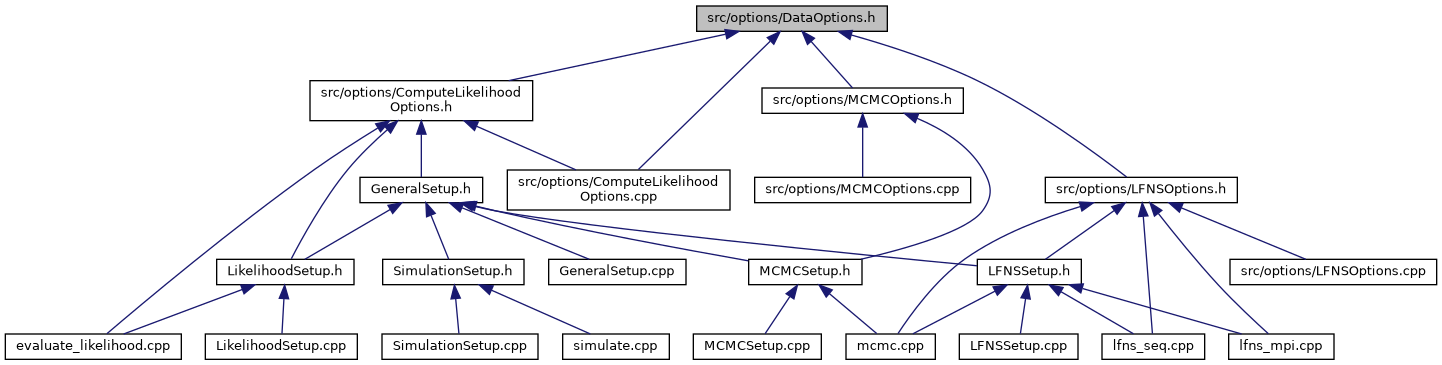 src/options/DataOptions.h
src/options/ComputeLikelihood
Options.h
src/options/MCMCOptions.h
GeneralSetup.h
src/options/ComputeLikelihood
Options.cpp
src/options/MCMCOptions.cpp
src/options/LFNSOptions.h
LikelihoodSetup.h
SimulationSetup.h
GeneralSetup.cpp
MCMCSetup.h
LFNSSetup.h
src/options/LFNSOptions.cpp
evaluate_likelihood.cpp
LikelihoodSetup.cpp
SimulationSetup.cpp
simulate.cpp
MCMCSetup.cpp
mcmc.cpp
LFNSSetup.cpp
lfns_seq.cpp
lfns_mpi.cpp